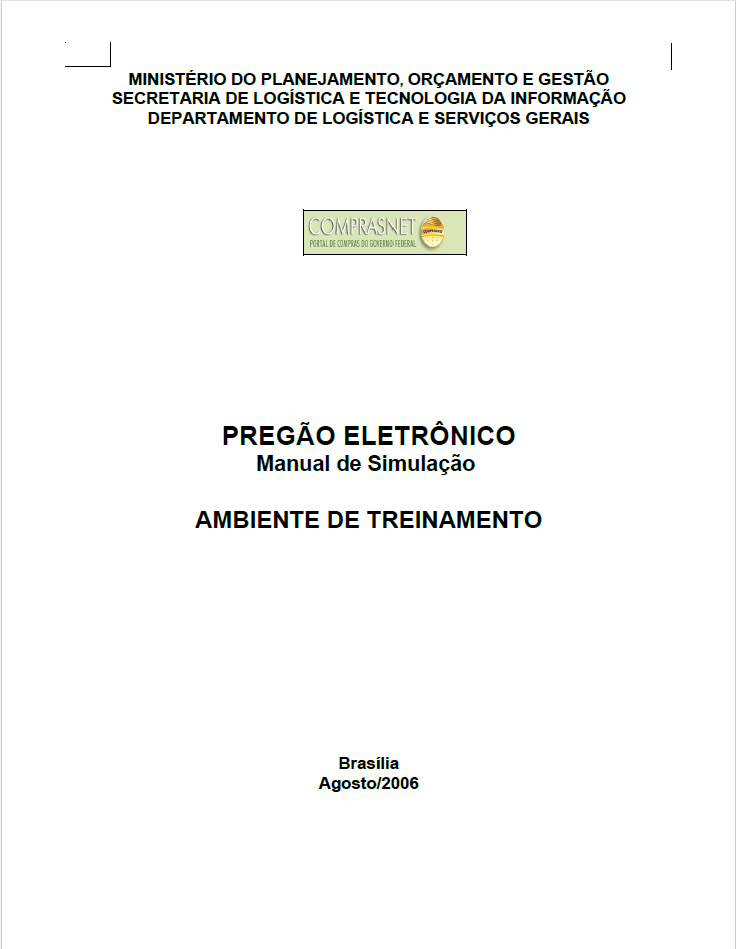 MINISTÉRIO DO PLANEJAMENTO, ORÇAMENTO E GESTÃO
SECRETARIA DE LOGÍSTICA E TECNOLOGIA DA INFORMAÇÃO
DEPARTAMENTO DE LOGÍSTICA E SERVIÇOS GERAIS
COMPRASNET
PORTAL DE COMPRAS DO GOVERNO FEDERAL
PREGÃO ELETRÔNICO
Manual de Simulação
AMBIENTE DE TREINAMENTO
Brasília
Agosto/2006